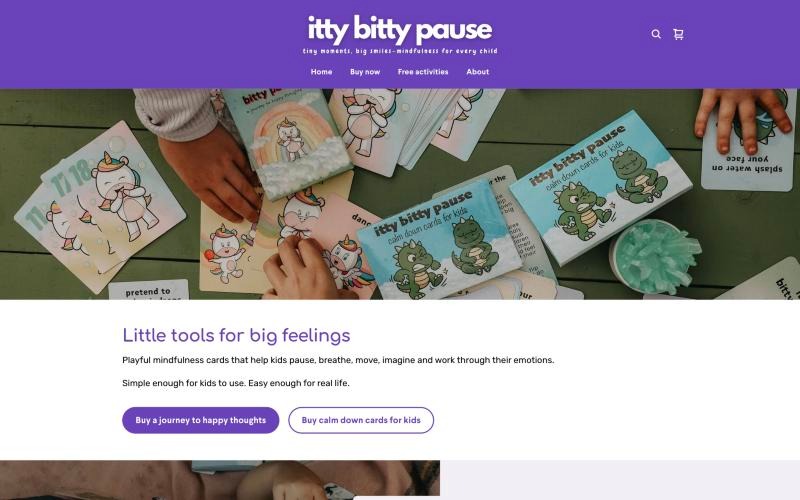 itty bitty pause
tiny moments, big smiles-mindfulness for every child
Home
Buy now
Free activities
About
17 18
itty bitty pause
calm down cards for kids
itty bitty pause
calm down cards for kids
splash water on
your face
pretend to
Little tools for big feelings
Playful mindfulness cards that help kids pause, breathe, move, imagine and work through their emotions.
Simple enough for kids to use. Easy enough for real life.
Buy a journey to happy thoughts
Buy calm down cards for kids